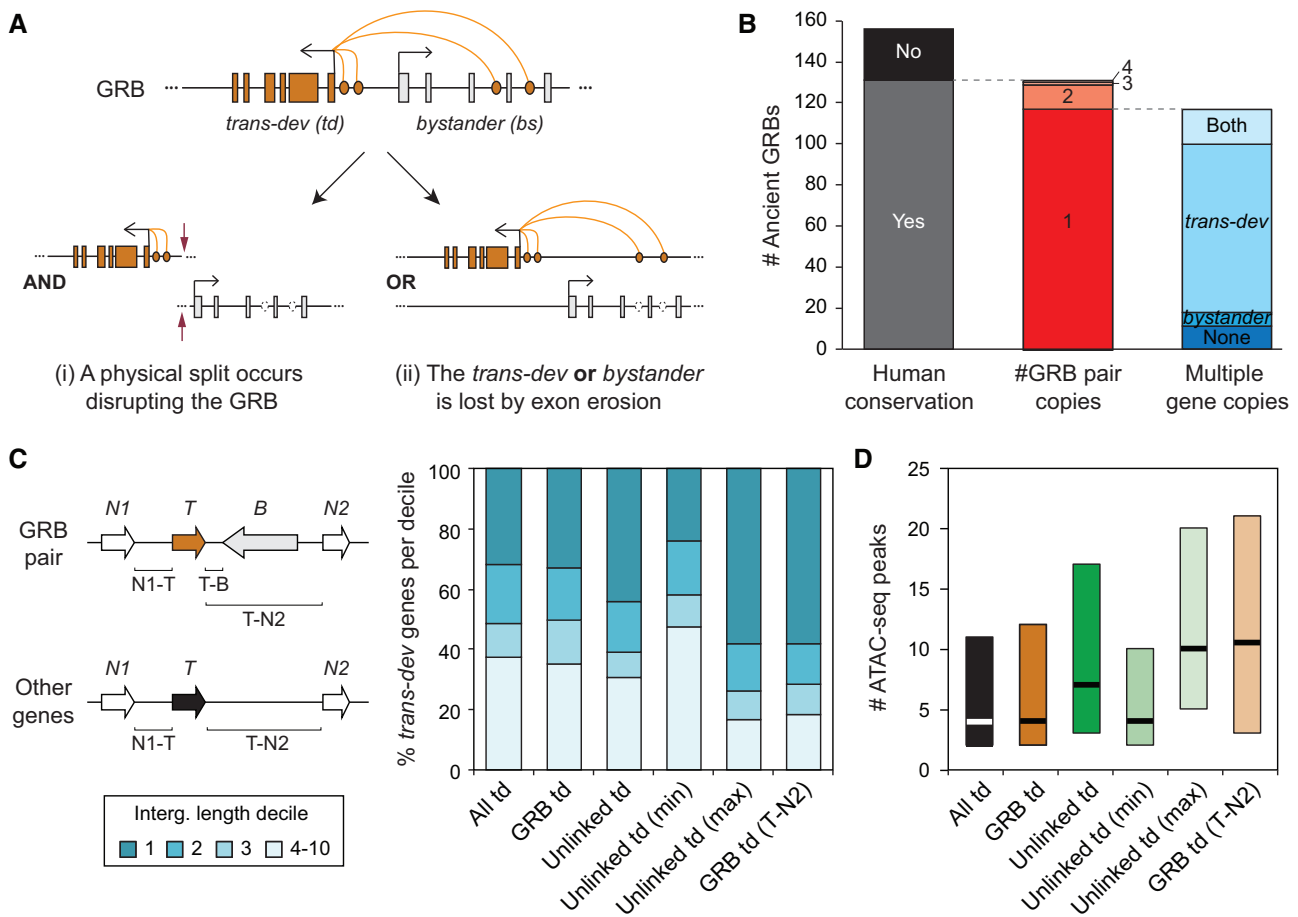 A
GRB
trans-dev (td)
bystander (bs)
AND
OR
(i) A physical split occurs
disrupting the GRB
(ii) The trans-dev or bystander
is lost by exon erosion
B
# Ancient GRBs
160
140
120
100
80
60
40
20
0
No
Yes
4
3
2
1
Both
trans-dev
bystander
None
Human
conservation
#GRB pair
copies
Multiple
gene copies
C
N1
T
B
N2
GRB
pair
N1-T
T-B
T-N2
N1
T
N2
Other
genes
N1-T
T-N2
Interg. length decile
1
2
3
4-10
% trans-dev genes per decile
100
80
60
40
20
0
All td
GRB td
Unlinked td
Unlinked td (min)
Unlinked td (max)
GRB td (T-N2)
D
# ATAC-seq peaks
25
20
15
10
5
0
All td
GRB td
Unlinked td
Unlinked td (min)
Unlinked td (max)
GRB td (T-N2)